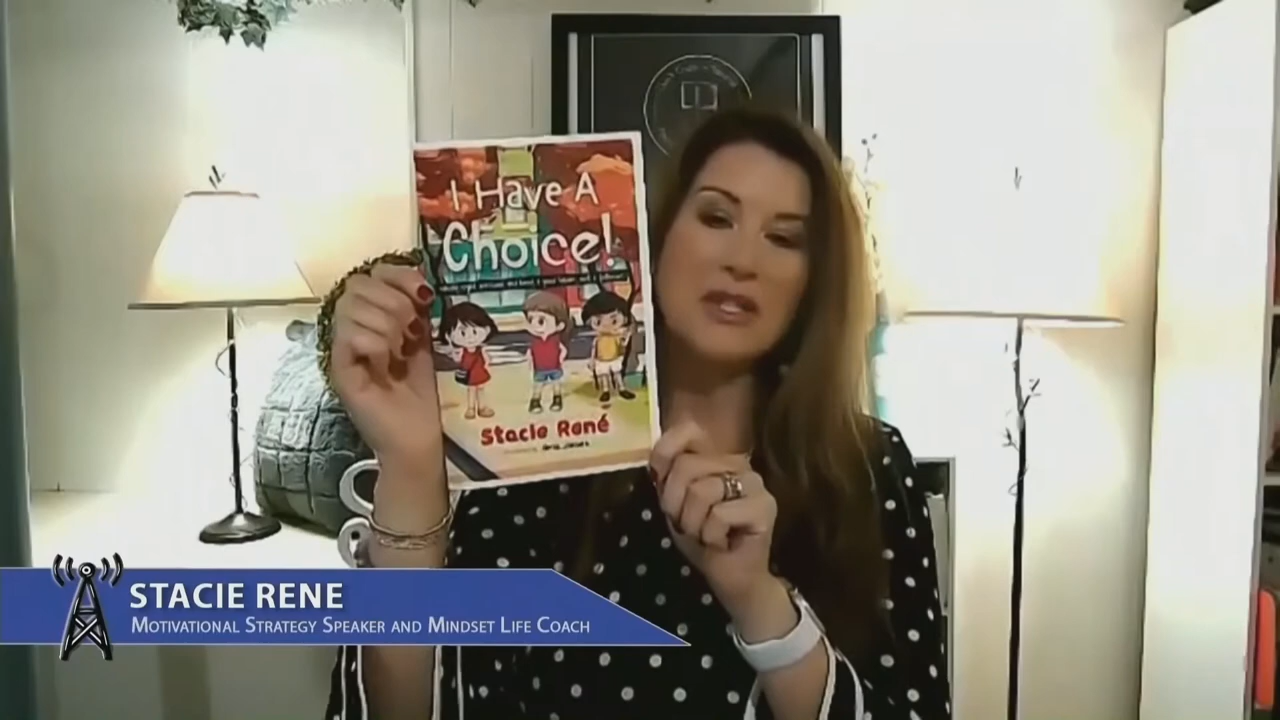 I Have A
Choice!
Stacie René
STACIE RENE
MOTIVATIONAL STRATEGY SPEAKER AND MINDSET LIFE COACH